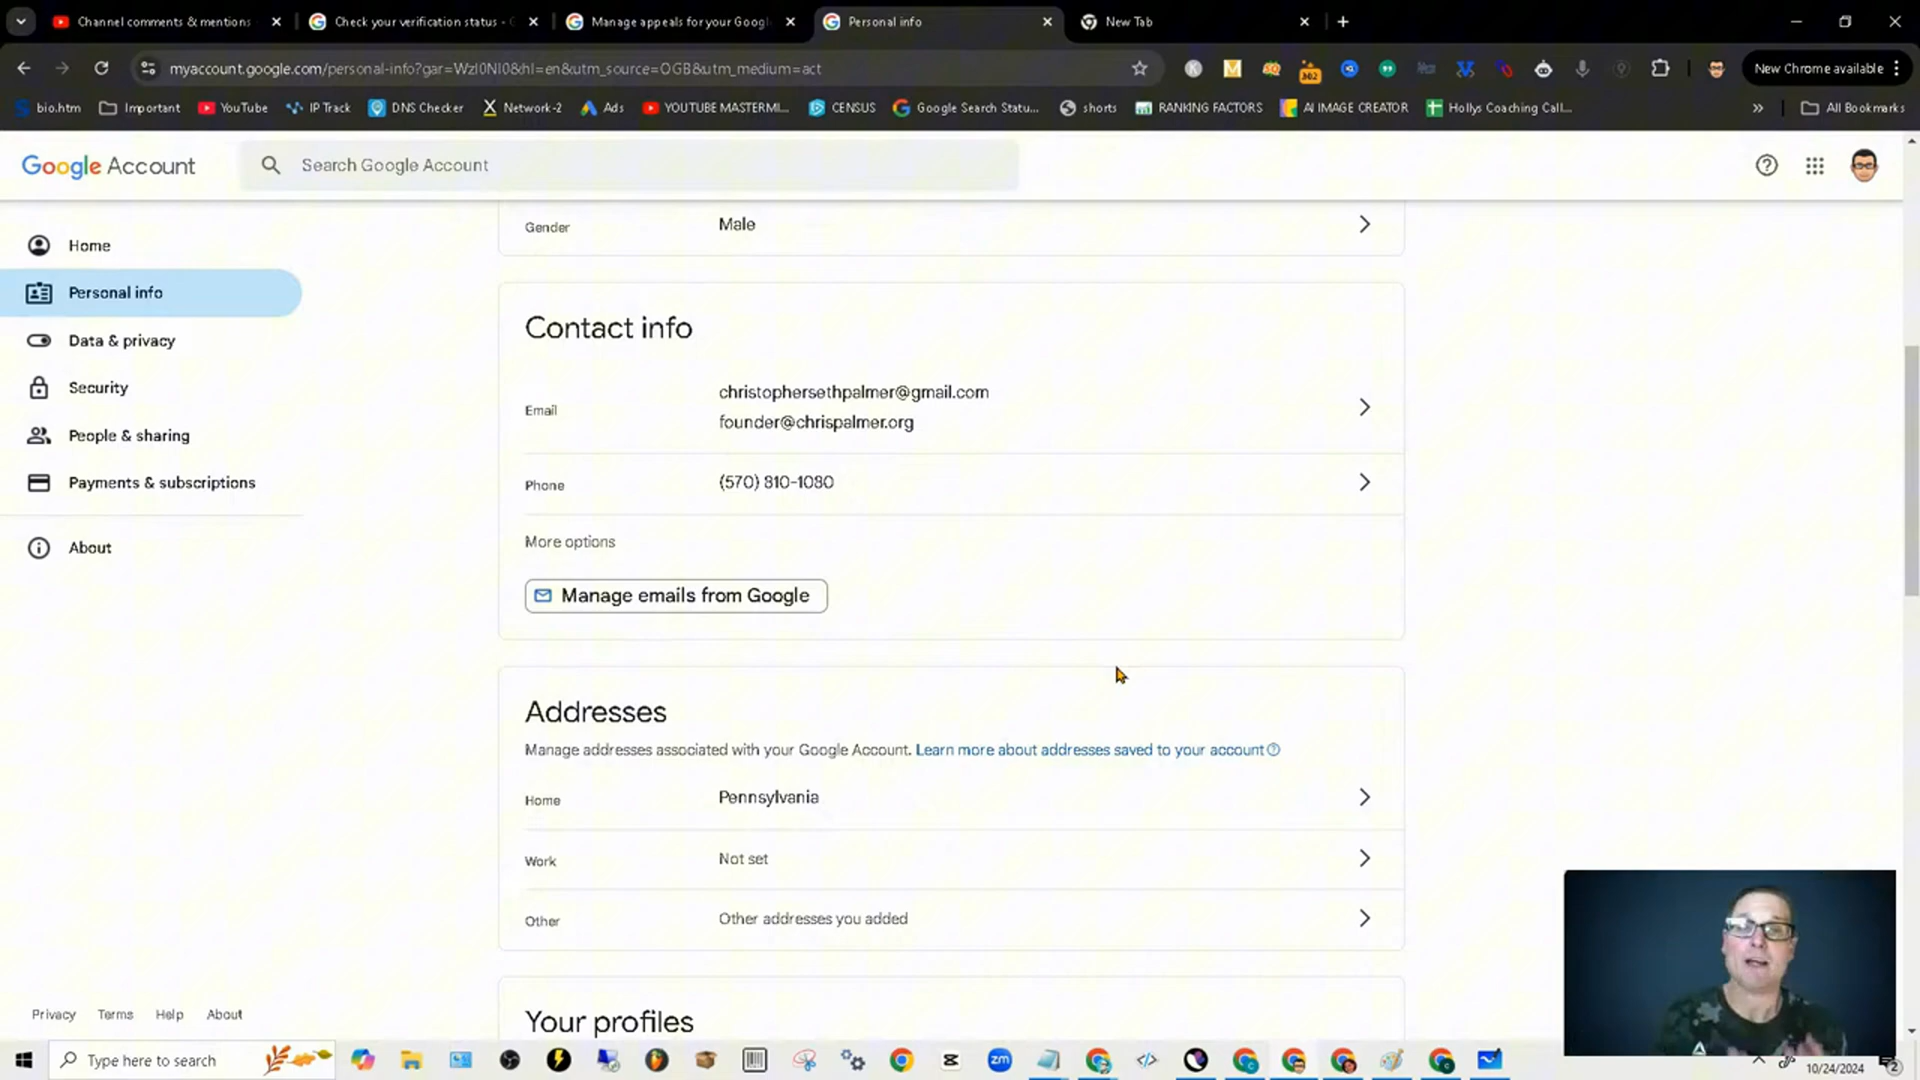 Channel comments & mentions
Check your verification status - G
Manage appeals for your Google
Personal info
New Tab
myaccount.google.com/personal-info?gar=WzI0NI0&hl=en&utm_source=OGB&utm_medium=act
302
New Chrome available
bio.htm
Important
YouTube
IP Track
DNS Checker
Network-2
Ads
YOUTUBE MASTERMI...
CENSUS
Google Search Statu...
shorts
RANKING FACTORS
AI IMAGE CREATOR
Hollys Coaching Call...
All Bookmarks
Google Account
Search Google Account
Home
Personal info
Data & privacy
Security
People & sharing
Payments & subscriptions
About
Gender
Male
Contact info
Email
christophersethpalmer@gmail.com
founder@chrispalmer.org
Phone
(570) 810-1080
More options
Manage emails from Google
Addresses
Manage addresses associated with your Google Account. Learn more about addresses saved to your account
Home
Pennsylvania
Work
Not set
Other
Other addresses you added
Your profiles
Privacy
Terms
Help
About
Type here to search
zm
10/24/2024
2